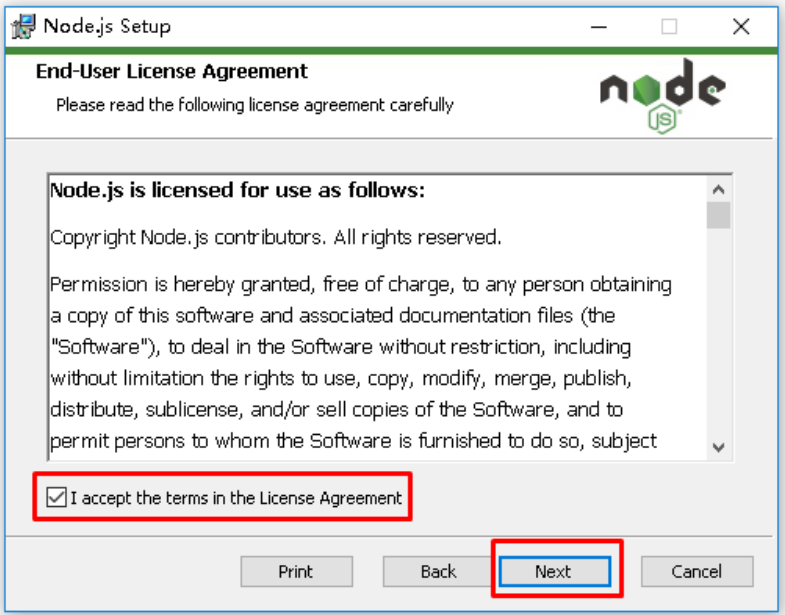 Node.js Setup
End-User License Agreement
Please read the following license agreement carefully
node
JS
Node.js is licensed for use as follows:
Copyright Node.js contributors. All rights reserved.
Permission is hereby granted, free of charge, to any person obtaining
a copy of this software and associated documentation files (the
"Software"), to deal in the Software without restriction, including
without limitation the rights to use, copy, modify, merge, publish,
distribute, sublicense, and/or sell copies of the Software, and to
permit persons to whom the Software is furnished to do so, subject
I accept the terms in the License Agreement
Print Back Next Cancel